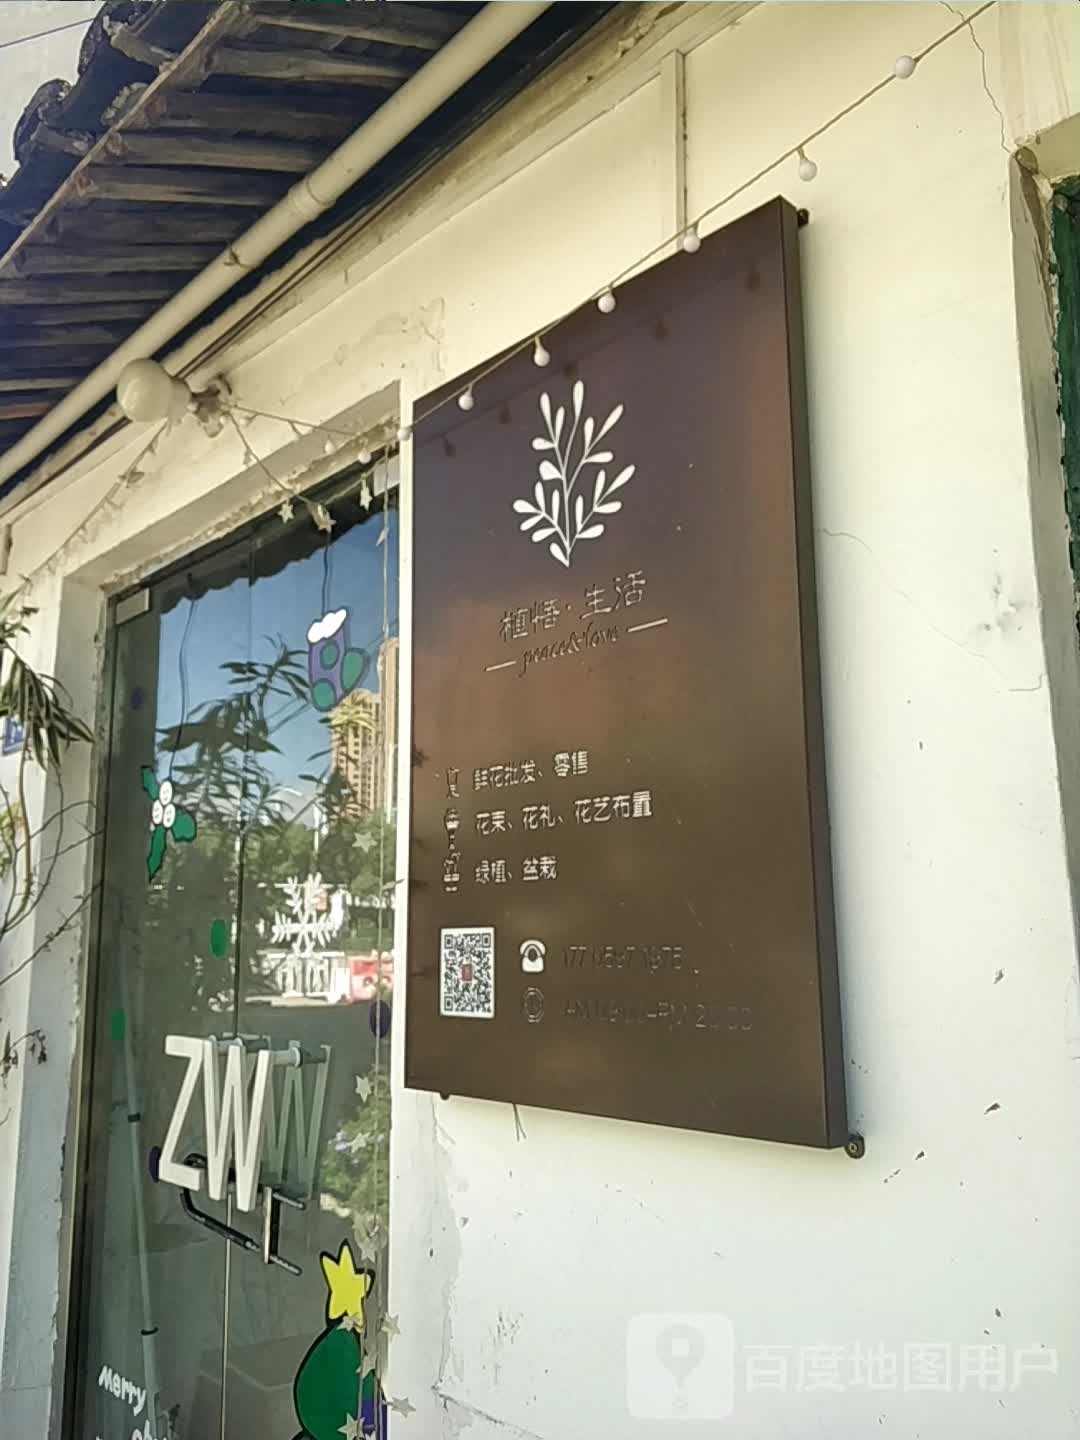 植悟·生活
peace&love
鲜花批发、零售
花束、花礼、花艺布置
绿植、盆栽
ZW
Merry
百度地图用户